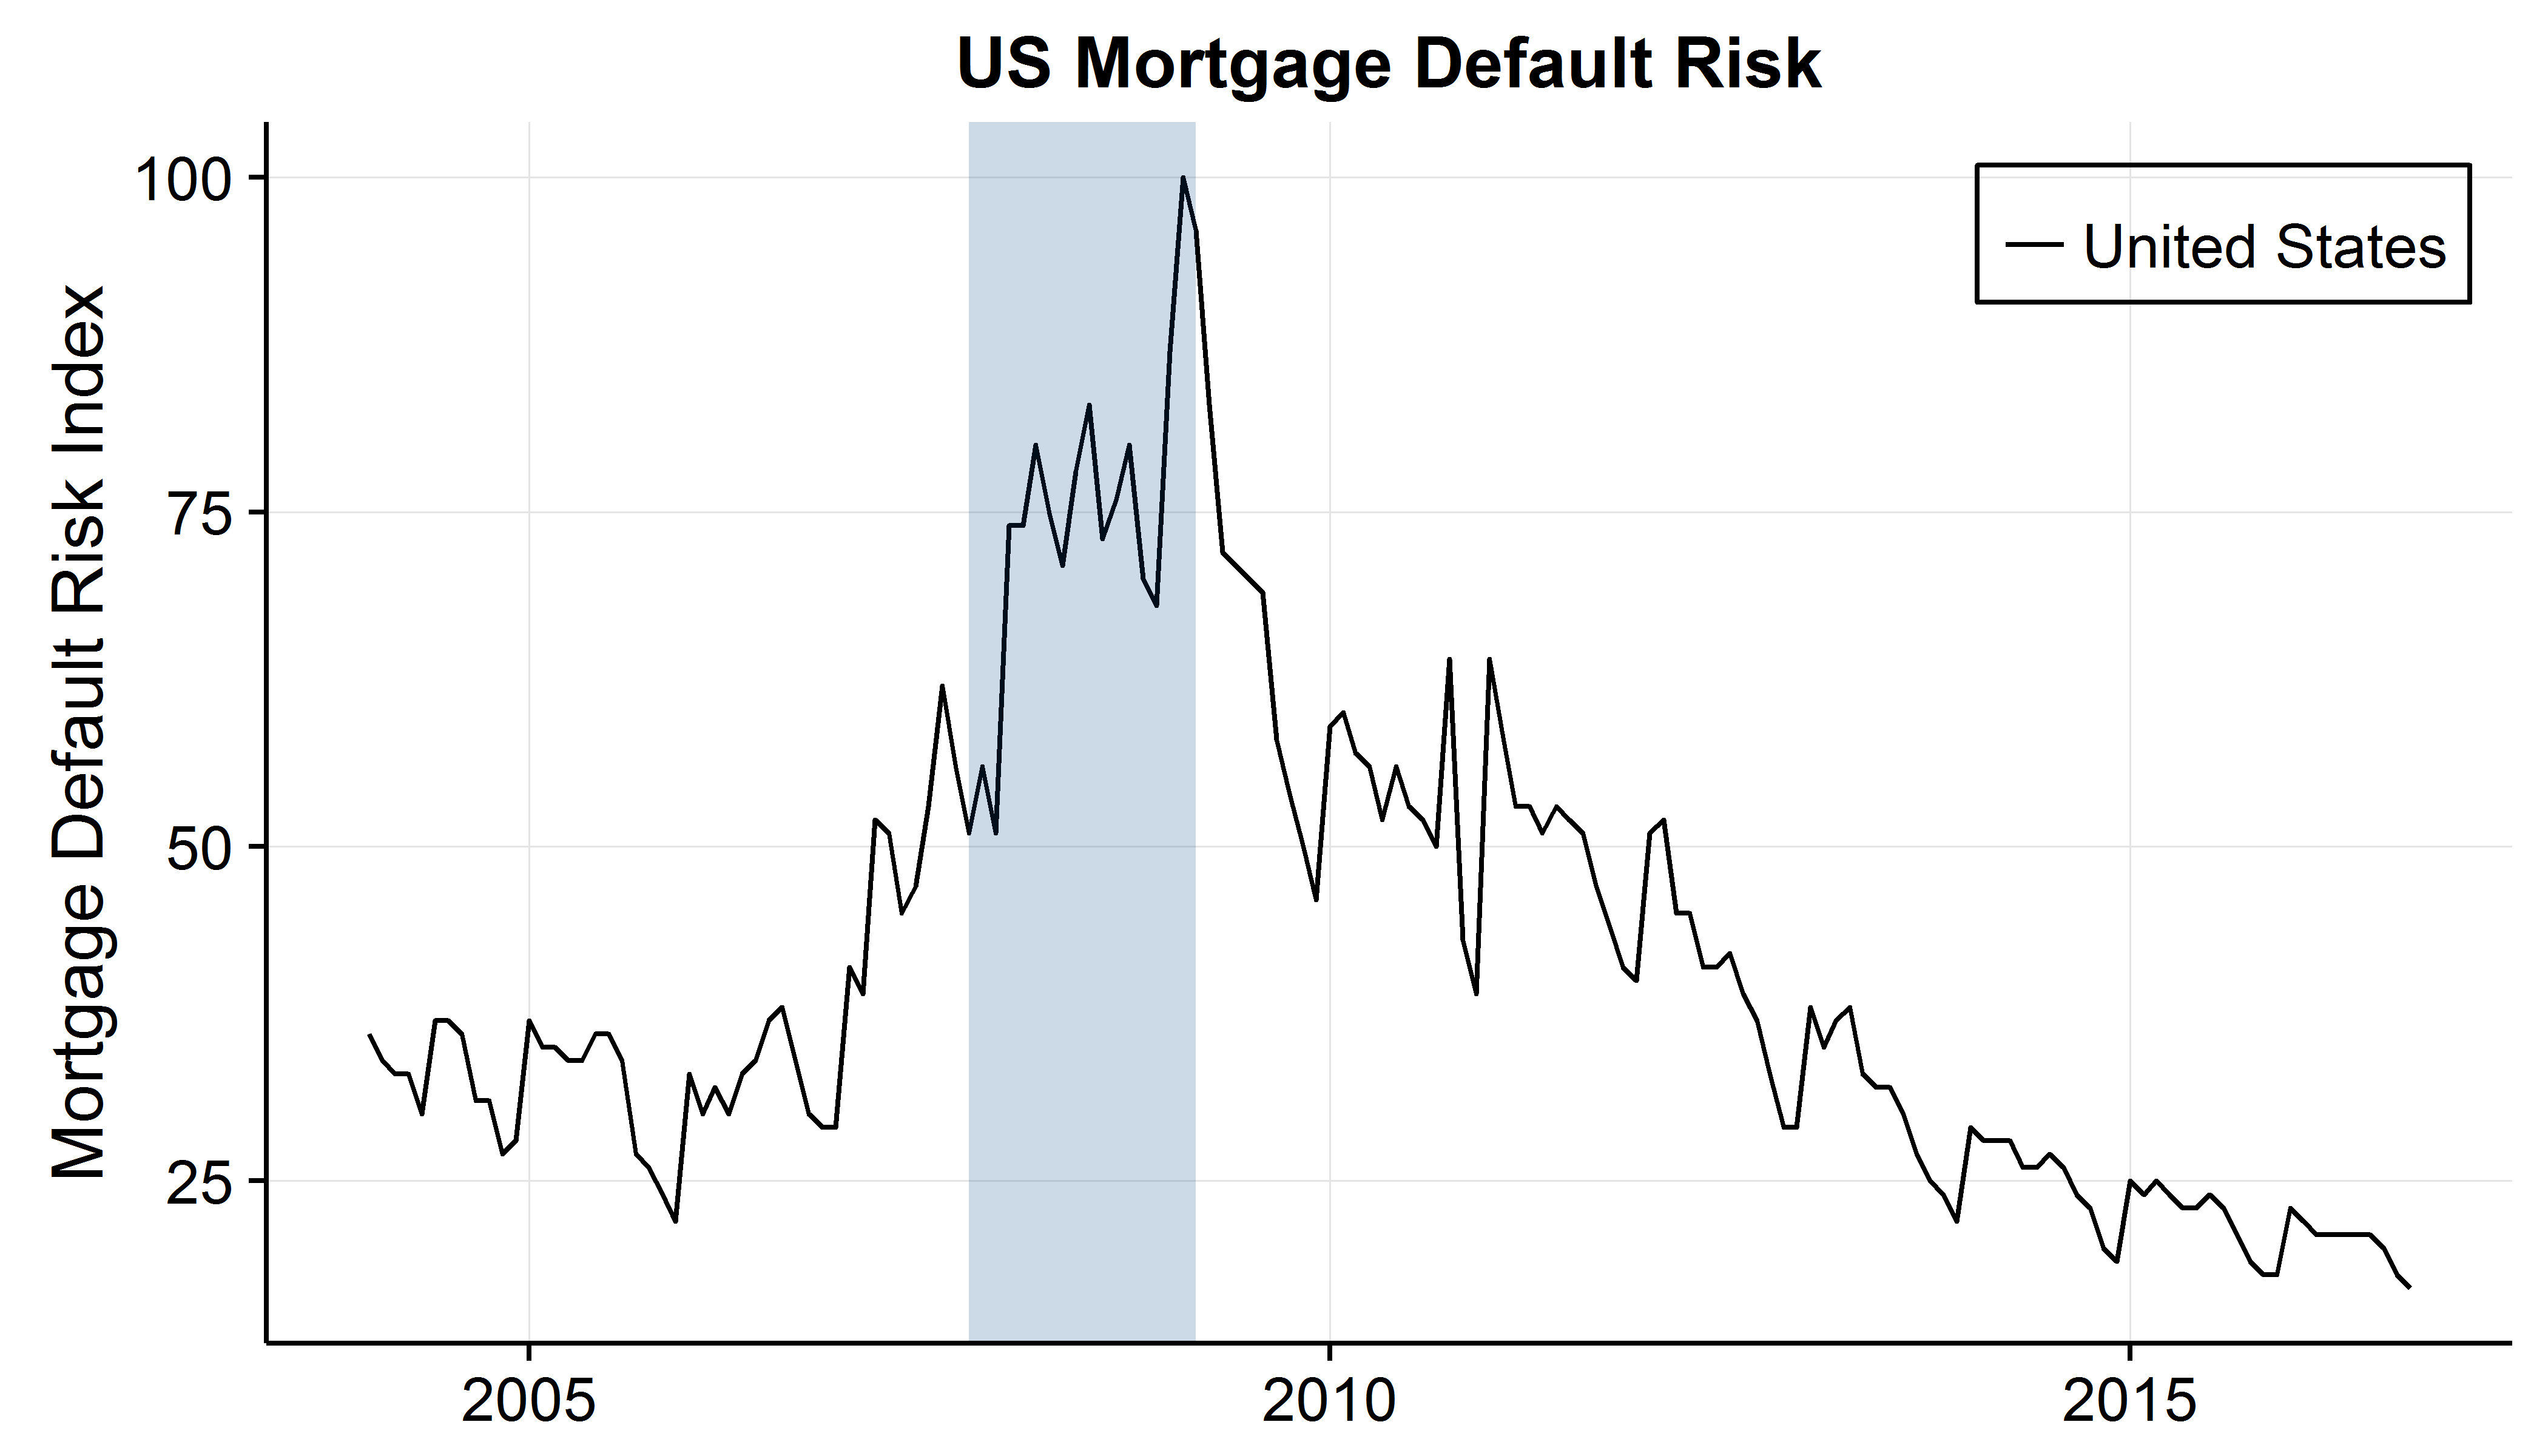 US Mortgage Default Risk
Mortgage Default Risk Index
100
75
50
25
United States
2005
2010
2015